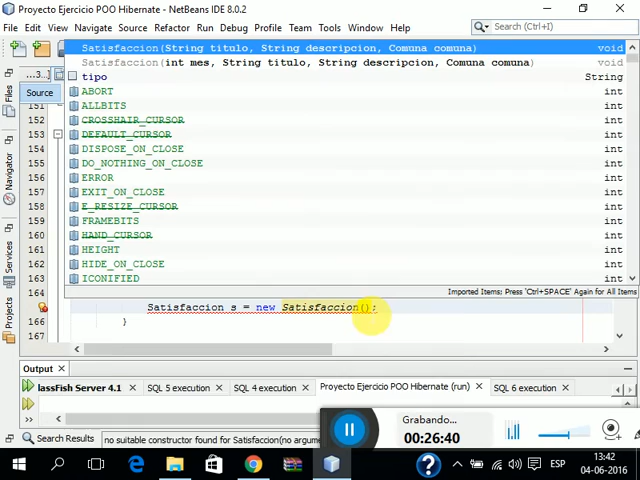 Proyecto Ejercicio POO Hibernate - NetBeans IDE 8.0.2
File Edit View Navigate Source Refactor Run Debug Profile Team Tools Window Help
Search (Ctrl+I)
Satisfaccion(String titulo, String descripcion, Comuna comuna) void
Satisfaccion(int mes, String titulo, String descripcion, Comuna comuna) void
tipo String
ABORT int
ALLBITS int
CROSSHAIR_CURSOR int
DEFAULT_CURSOR int
DISPOSE_ON_CLOSE int
DO_NOTHING_ON_CLOSE int
ERROR int
EXIT_ON_CLOSE int
E_RESIZE_CURSOR int
FRAMEBITS int
HAND_CURSOR int
HEIGHT int
HIDE_ON_CLOSE int
ICONIFIED int
Imported Items; Press 'Ctrl+SPACE' Again for All Items
...3...]
Source
Files
Navigator
Services
Projects
151
152
153
154
155
156
157
158
159
160
161
162
163
164
Satisfaccion s = new Satisfaccion();
166 }
167
Output
lassFish Server 4.1 SQL 5 execution SQL 4 execution Proyecto Ejercicio POO Hibernate (run) SQL 6 execution
Grabando...
00:26:40
Search Results no suitable constructor found for Satisfaccion(no argume
ESP
13:42
04-06-2016